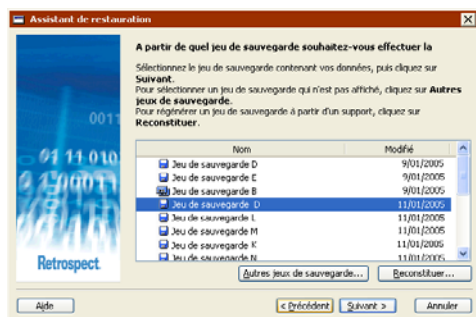 Assistant de restauration
A partir de quel jeu de sauvegarde souhaitez-vous effectuer la
Sélectionnez le jeu de sauvegarde contenant vos données, puis cliquez sur
Suivant.
Pour sélectionner un jeu de sauvegarde qui n'est pas affiché, cliquez sur Autres
jeux de sauvegarde.
Pour régénérer un jeu de sauvegarde à partir d'un support, cliquez sur
Reconstituer.
Nom Modifié
Jeu de sauvegarde D 9/01/2005
Jeu de sauvegarde E 9/01/2005
Jeu de sauvegarde B 9/01/2005
Jeu de sauvegarde D 11/01/2005
Jeu de sauvegarde L 11/01/2005
Jeu de sauvegarde M 11/01/2005
Jeu de sauvegarde K 11/01/2005
Jeu de sauvegarde N 11/01/2005
Retrospect
Autres jeux de sauvegarde... Reconstituer...
Aide < Précédent Suivant > Annuler